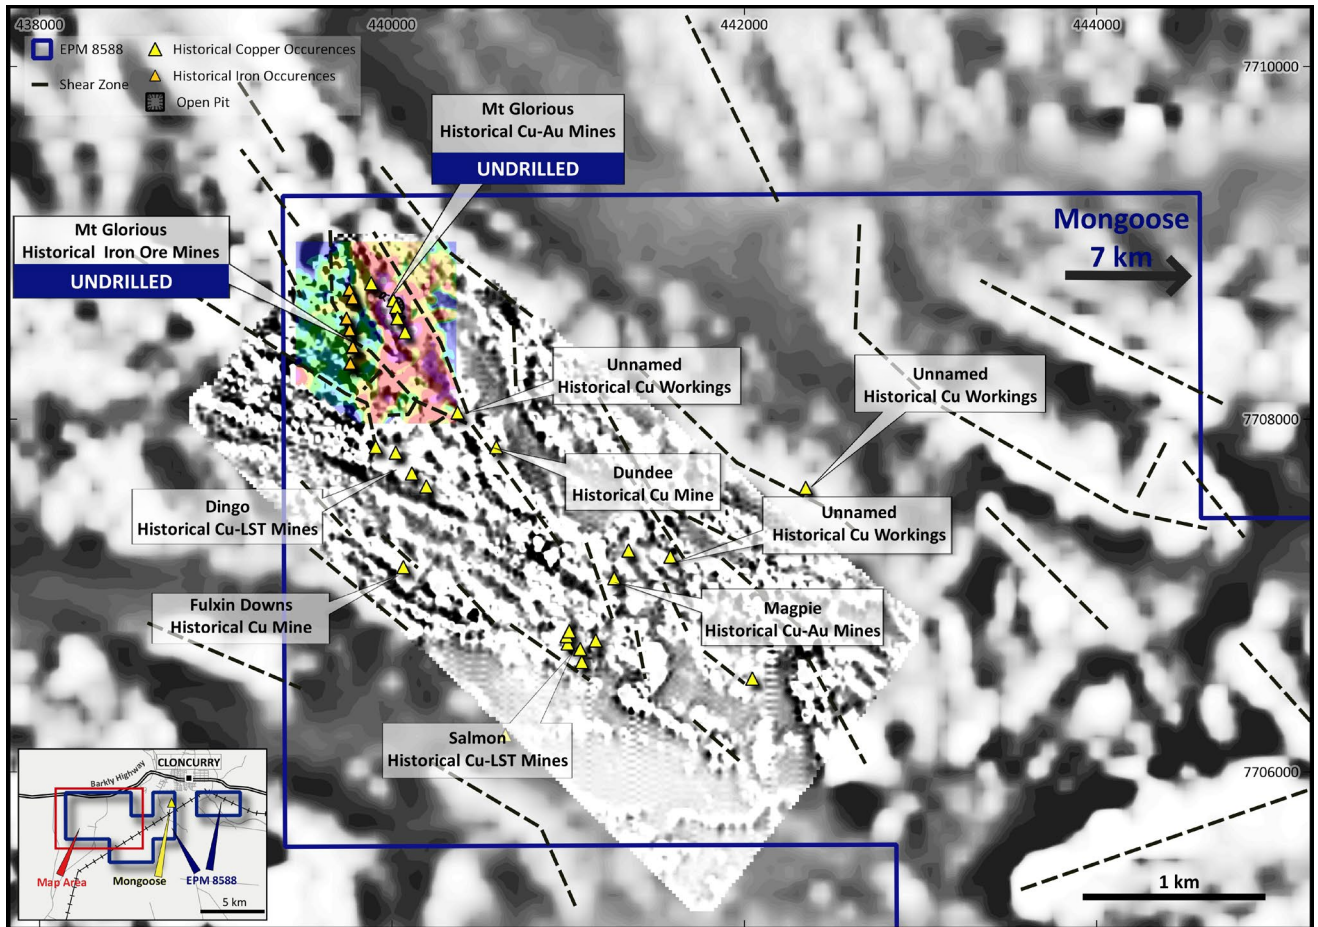 438000
440000
442000
444000
EPM 8588
Historical Copper Occurences
Shear Zone
Historical Iron Occurences
Open Pit
7710000
Mt Glorious
Historical Cu-Au Mines
UNDRILLED
Mt Glorious
Historical Iron Ore Mines
UNDRILLED
Mongoose
7 km
Unnamed
Historical Cu Workings
Unnamed
Historical Cu Workings
7708000
Dundee
Historical Cu Mine
Dingo
Historical Cu-LST Mines
Unnamed
Historical Cu Workings
Fulxin Downs
Historical Cu Mine
Magpie
Historical Cu-Au Mines
Salmon
Historical Cu-LST Mines
7706000
CLONCURRY
Barkly Highway
Map Area
Mongoose
EPM 8588
5 km
1 km